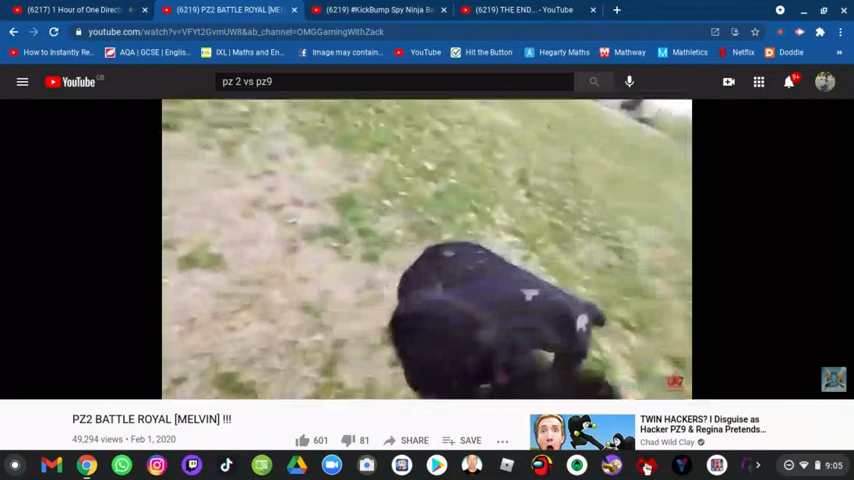 (6217) 1 Hour of One Directi
(6219) PZ2 BATTLE ROYAL [MEL
(6219) #KickBump Spy Ninja Ba
(6219) THE END... - YouTube
youtube.com/watch?v=VFYt2GvmUW8&ab_channel=OMGGamingWithZack
How to Instantly Re...
AQA | GCSE | Englis...
IXL | Maths and En...
Image may contain...
YouTube
Hit the Button
Hegarty Maths
Mathway
Mathletics
Netflix
Doddle
YouTube GB
pz 2 vs pz9
9+
PZ2 BATTLE ROYAL [MELVIN] !!!
49,294 views • Feb 1, 2020
601
81
SHARE
SAVE
TWIN HACKERS? I Disguise as
Hacker PZ9 & Regina Pretends...
Chad Wild Clay
9:05